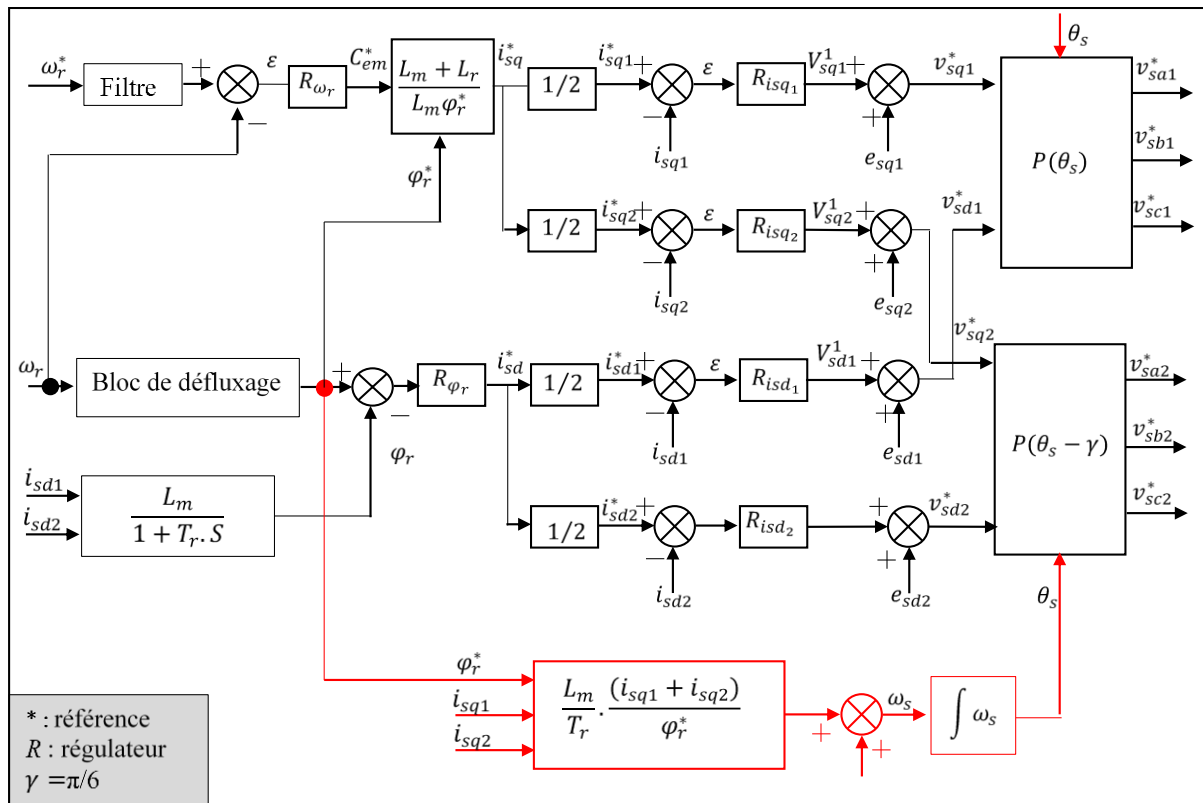 ω_r^*
Filtre
+
−
ε
R_{ω_r}
C_{em}^*
\frac{L_m + L_r}{L_m φ_r^*}
φ_r^*
i_{sq}^*
1/2
i_{sq1}^*
+
−
i_{sq1}
ε
R_{isq_1}
V_{sq1}^1
+
+
e_{sq1}
v_{sq1}^*
θ_s
P(θ_s)
v_{sa1}^*
v_{sb1}^*
v_{sc1}^*
1/2
i_{sq2}^*
+
−
i_{sq2}
ε
R_{isq_2}
V_{sq2}^1
+
+
e_{sq2}
v_{sd1}^*
v_{sq2}^*
ω_r
Bloc de défluxage
+
−
φ_r
R_{φ_r}
i_{sd}^*
1/2
i_{sd1}^*
+
−
i_{sd1}
ε
R_{isd_1}
V_{sd1}^1
+
+
e_{sd1}
P(θ_s − γ)
v_{sa2}^*
v_{sb2}^*
v_{sc2}^*
i_{sd1}
i_{sd2}
\frac{L_m}{1 + T_r. S}
1/2
i_{sd2}^*
+
−
i_{sd2}
R_{isd_2}
+
+
e_{sd2}
v_{sd2}^*
θ_s
φ_r^*
i_{sq1}
i_{sq2}
\frac{L_m}{T_r} . \frac{(i_{sq1} + i_{sq2})}{φ_r^*}
+
+
ω_s
∫ ω_s
* : référence
R : régulateur
γ =π/6